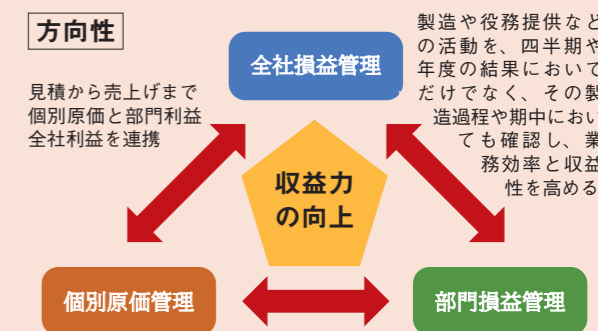 方向性
見積から売上げまで
個別原価と部門利益
全社利益を連携
全社損益管理
製造や役務提供など
の活動を、四半期や
年度の結果において
だけでなく、その製
造過程や期中におい
ても確認し、業
務効率と収益
性を高める
収益力
の向上
個別原価管理
部門損益管理